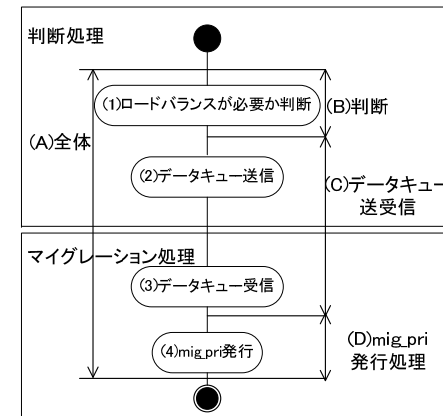 判断処理
(1)ロードバランスが必要か判断
(B)判断
(A)全体
(2)データキュー送信
(C)データキュー
送受信
マイグレーション処理
(3)データキュー受信
(4)mig_pri発行
(D)mig_pri
発行処理